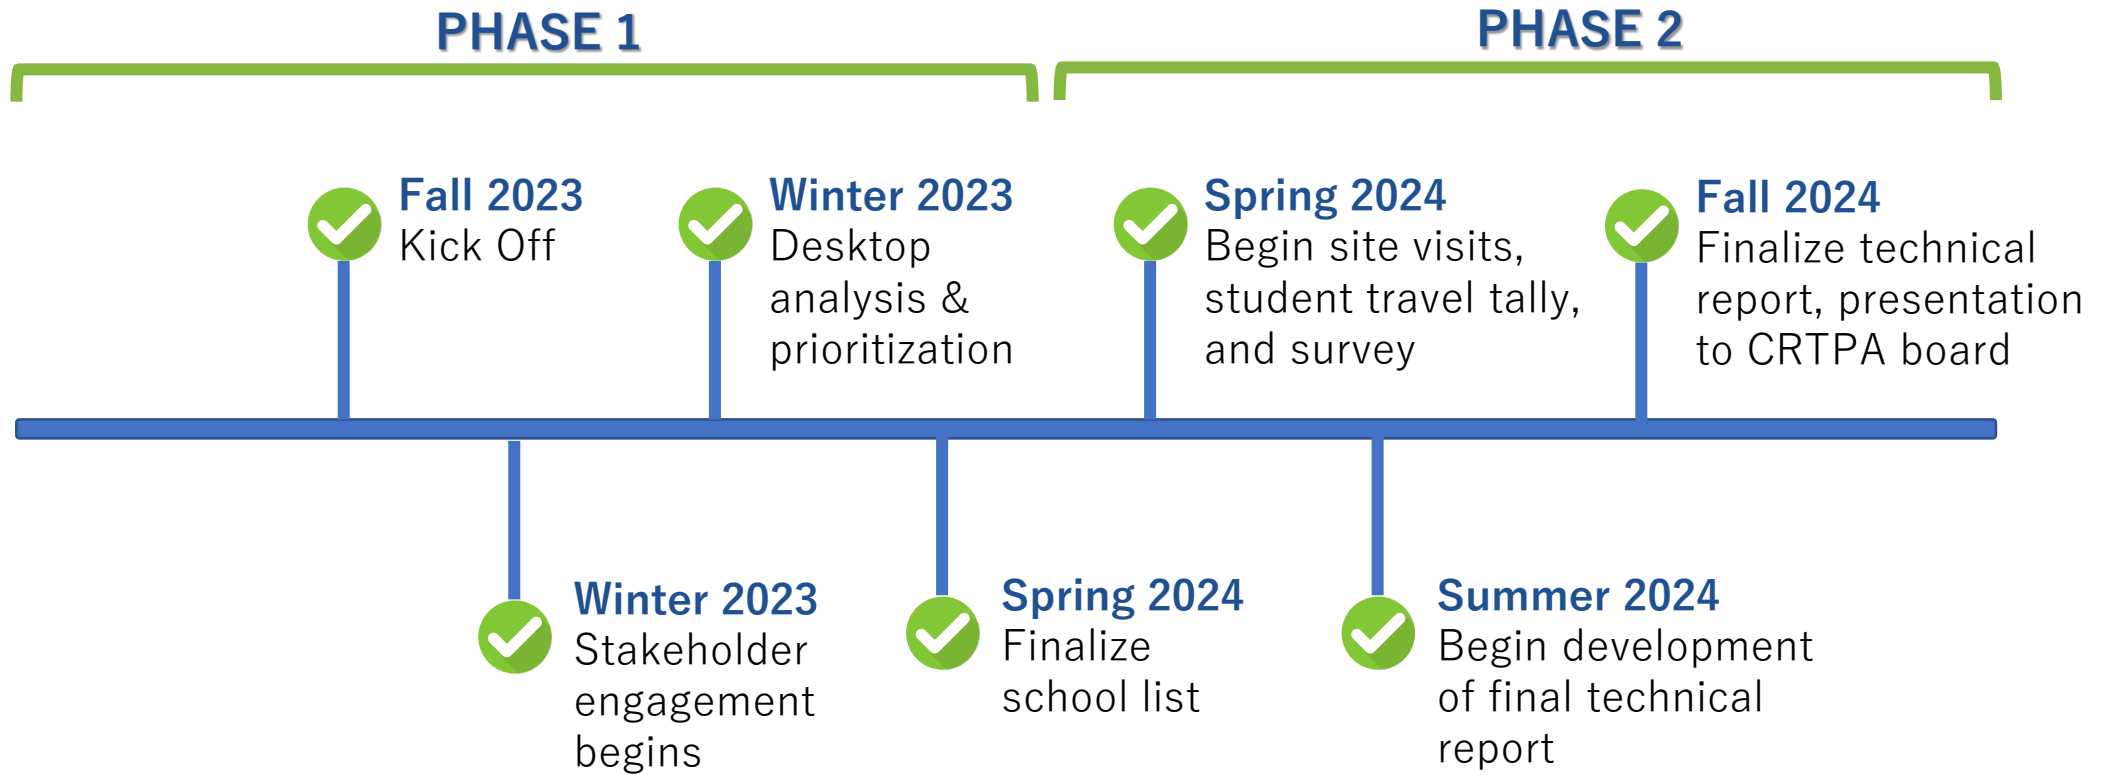 PHASE 1
PHASE 2
Fall 2023
Kick Off
Winter 2023
Desktop
analysis &
prioritization
Spring 2024
Begin site visits,
student travel tally,
and survey
Fall 2024
Finalize technical
report, presentation
to CRTPA board
Winter 2023
Stakeholder
engagement
begins
Spring 2024
Finalize
school list
Summer 2024
Begin development
of final technical
report